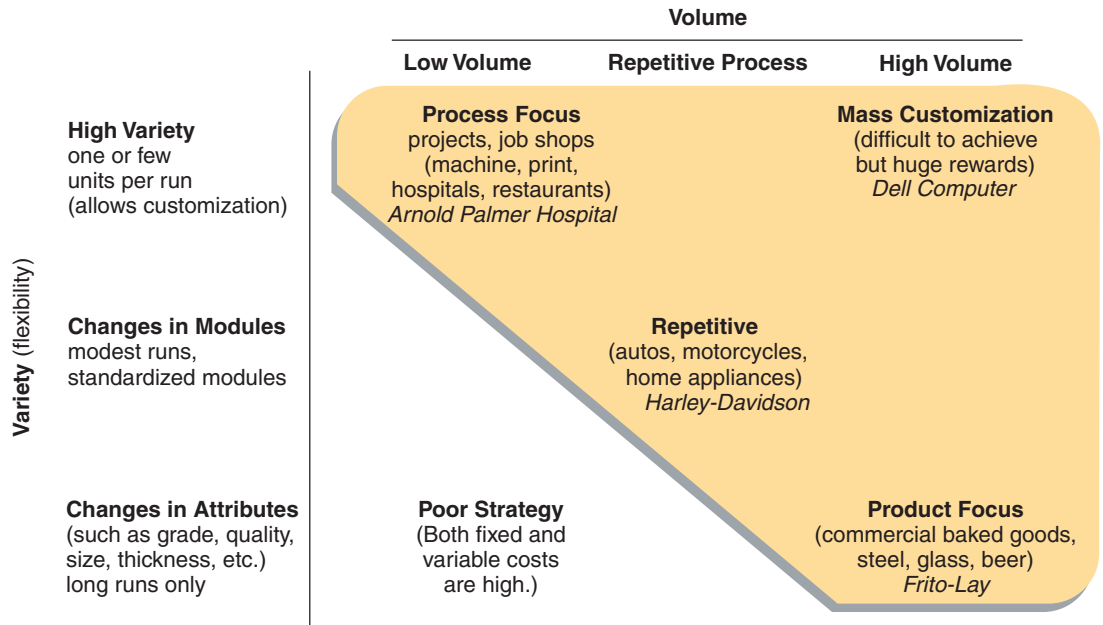 Volume
Low Volume
Repetitive Process
High Volume
Variety (flexibility)
High Variety
one or few
units per run
(allows customization)
Process Focus
projects, job shops
(machine, print,
hospitals, restaurants)
Arnold Palmer Hospital
Mass Customization
(difficult to achieve
but huge rewards)
Dell Computer
Changes in Modules
modest runs,
standardized modules
Repetitive
(autos, motorcycles,
home appliances)
Harley-Davidson
Changes in Attributes
(such as grade, quality,
size, thickness, etc.)
long runs only
Poor Strategy
(Both fixed and
variable costs
are high.)
Product Focus
(commercial baked goods,
steel, glass, beer)
Frito-Lay